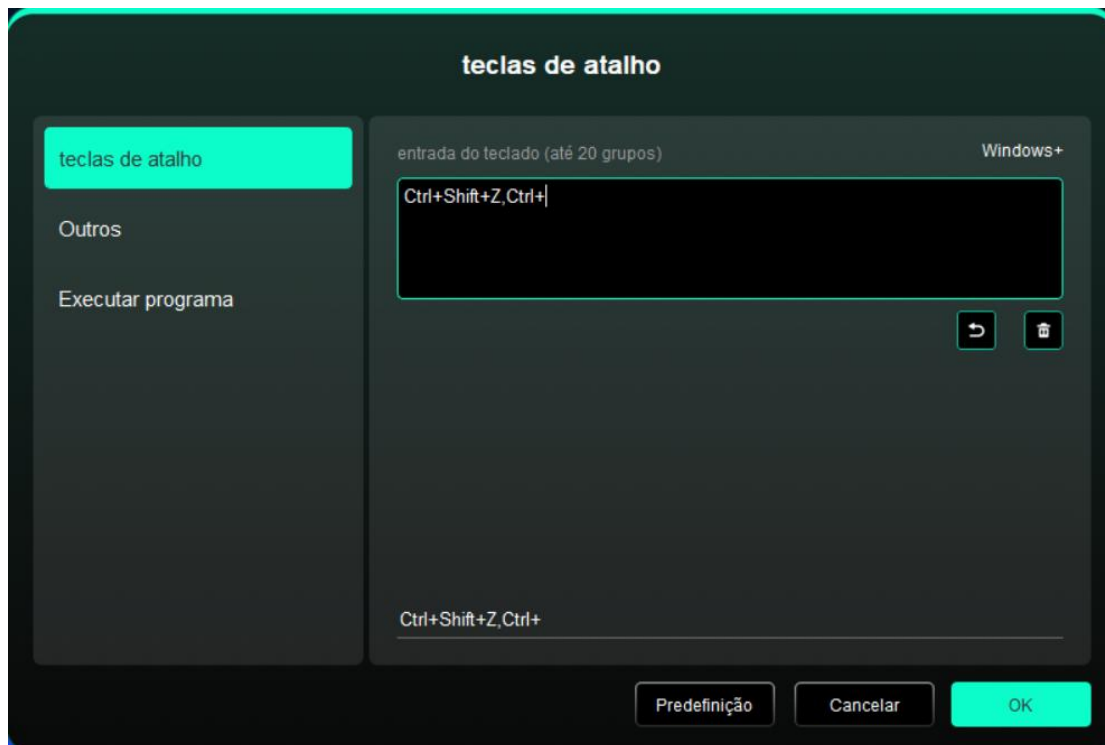 teclas de atalho
teclas de atalho
Outros
Executar programa
entrada do teclado (até 20 grupos)
Windows+
Ctrl+Shift+Z,Ctrl+
Ctrl+Shift+Z,Ctrl+
Predefinição
Cancelar
OK